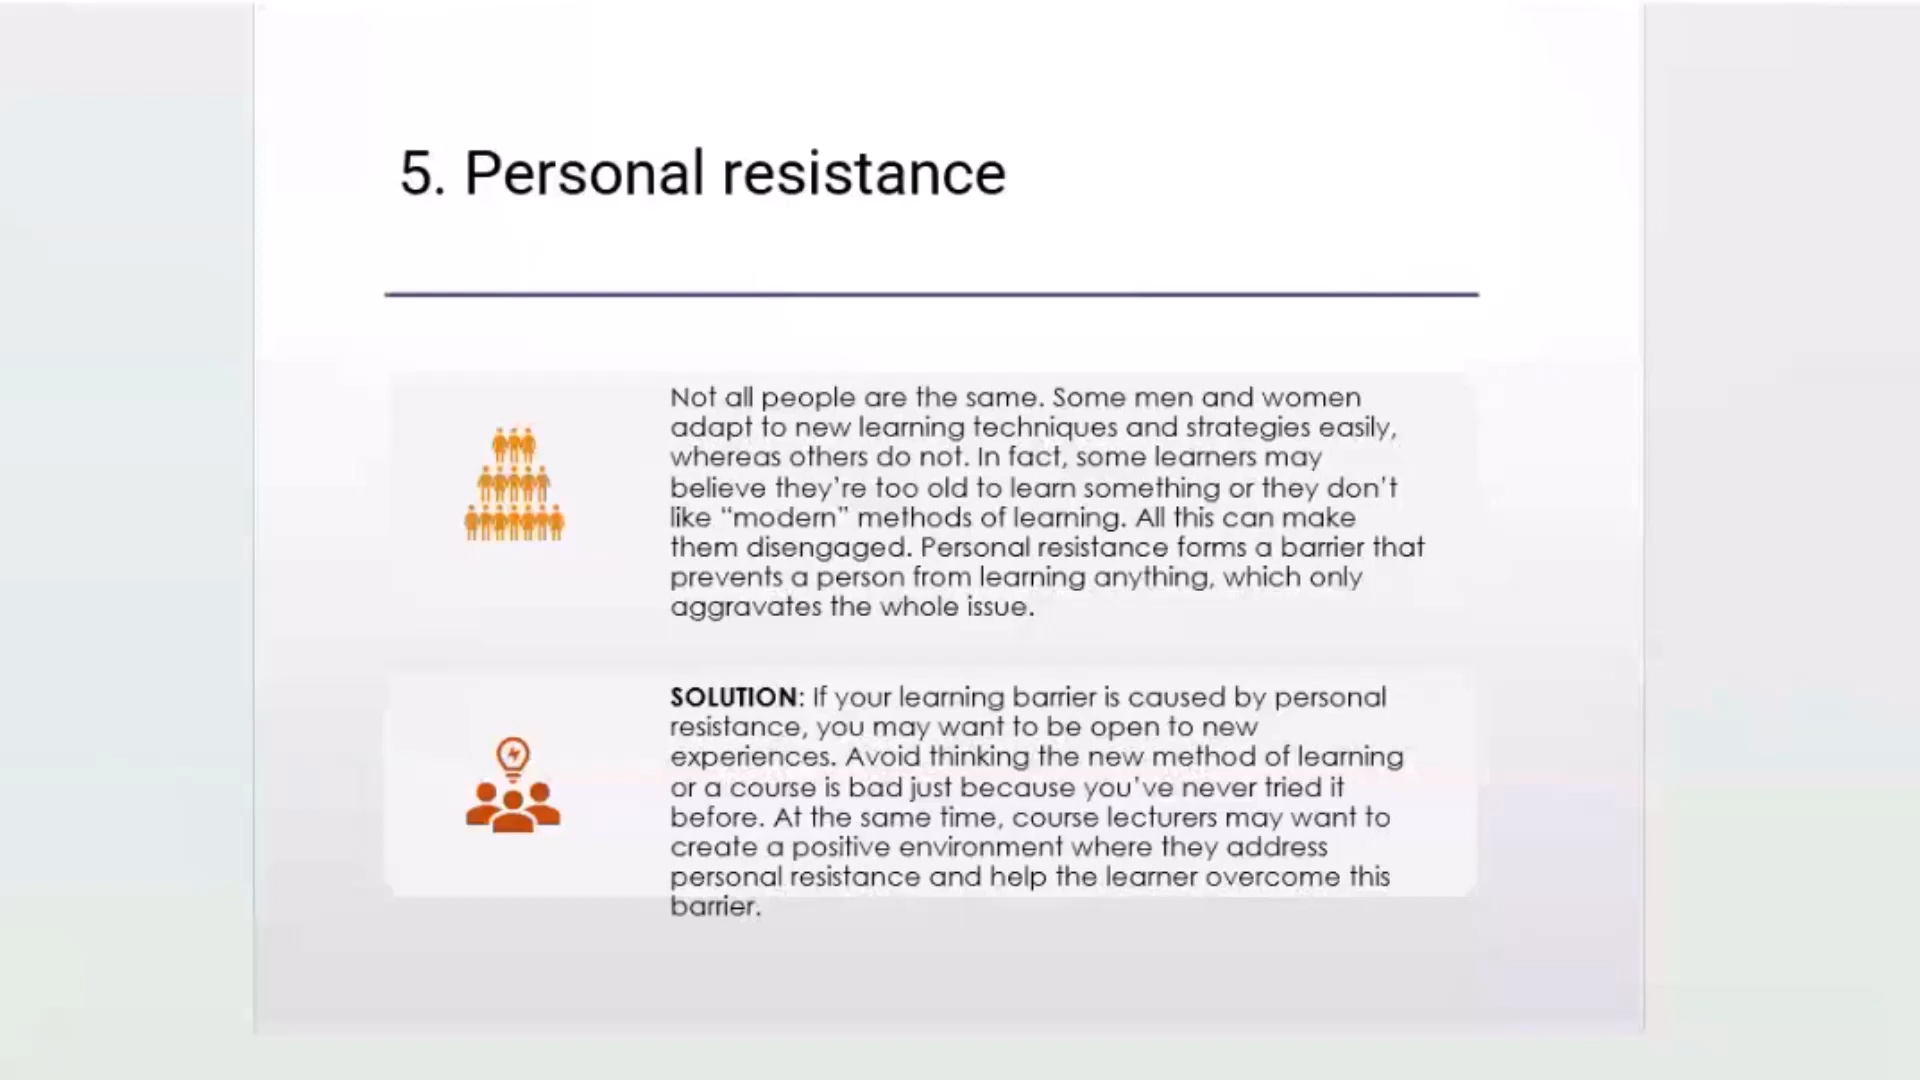 5. Personal resistance
Not all people are the same. Some men and women
adapt to new learning techniques and strategies easily,
whereas others do not. In fact, some learners may
believe they’re too old to learn something or they don’t
like “modern” methods of learning. All this can make
them disengaged. Personal resistance forms a barrier that
prevents a person from learning anything, which only
aggravates the whole issue.
SOLUTION: If your learning barrier is caused by personal
resistance, you may want to be open to new
experiences. Avoid thinking the new method of learning
or a course is bad just because you’ve never tried it
before. At the same time, course lecturers may want to
create a positive environment where they address
personal resistance and help the learner overcome this
barrier.